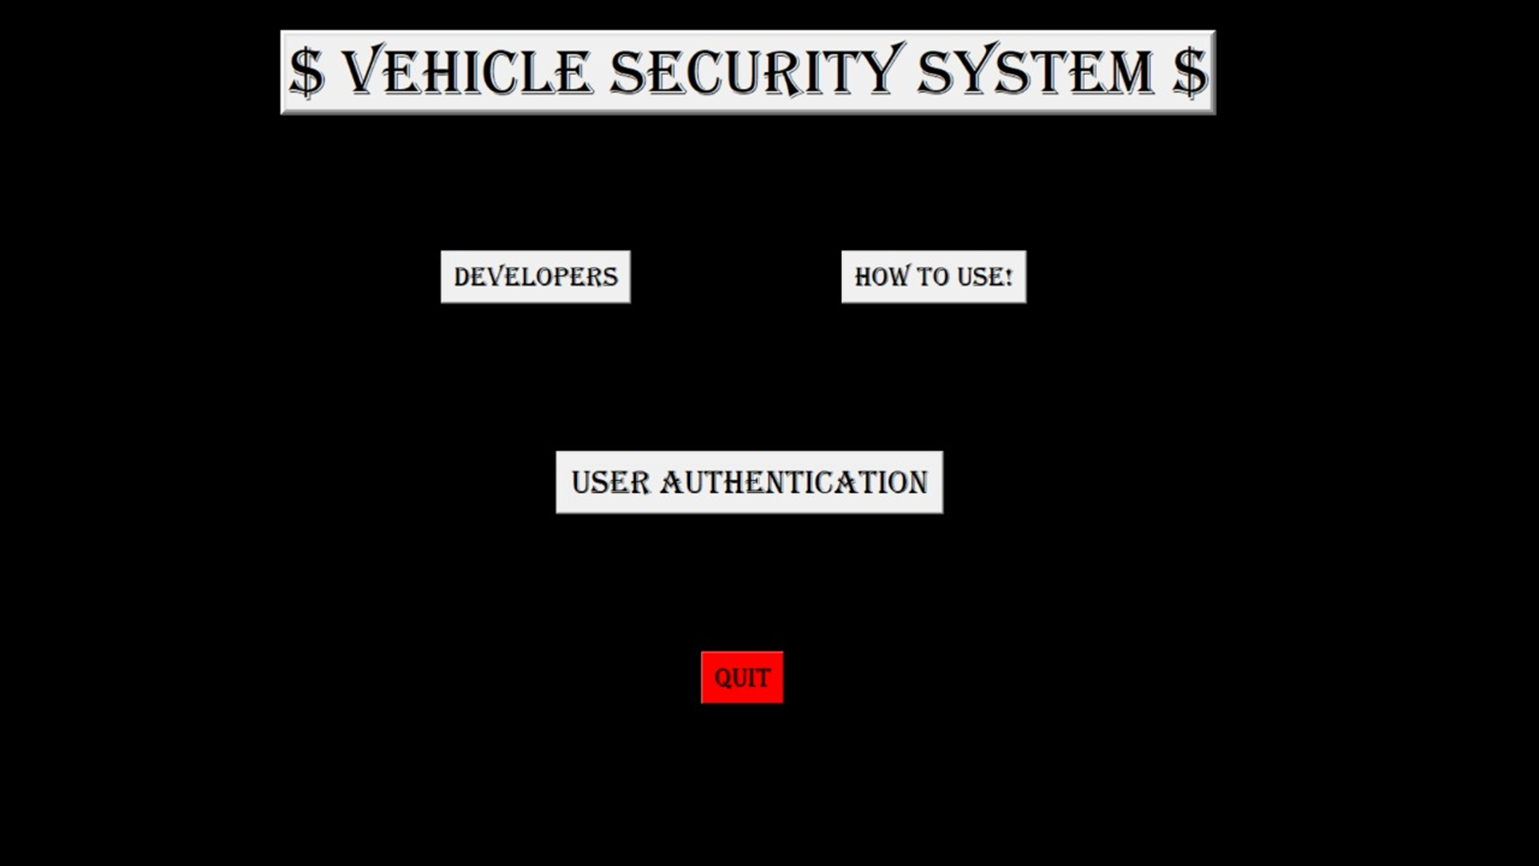 $ VEHICLE SECURITY SYSTEM $
DEVELOPERS
HOW TO USE!
USER AUTHENTICATION
QUIT